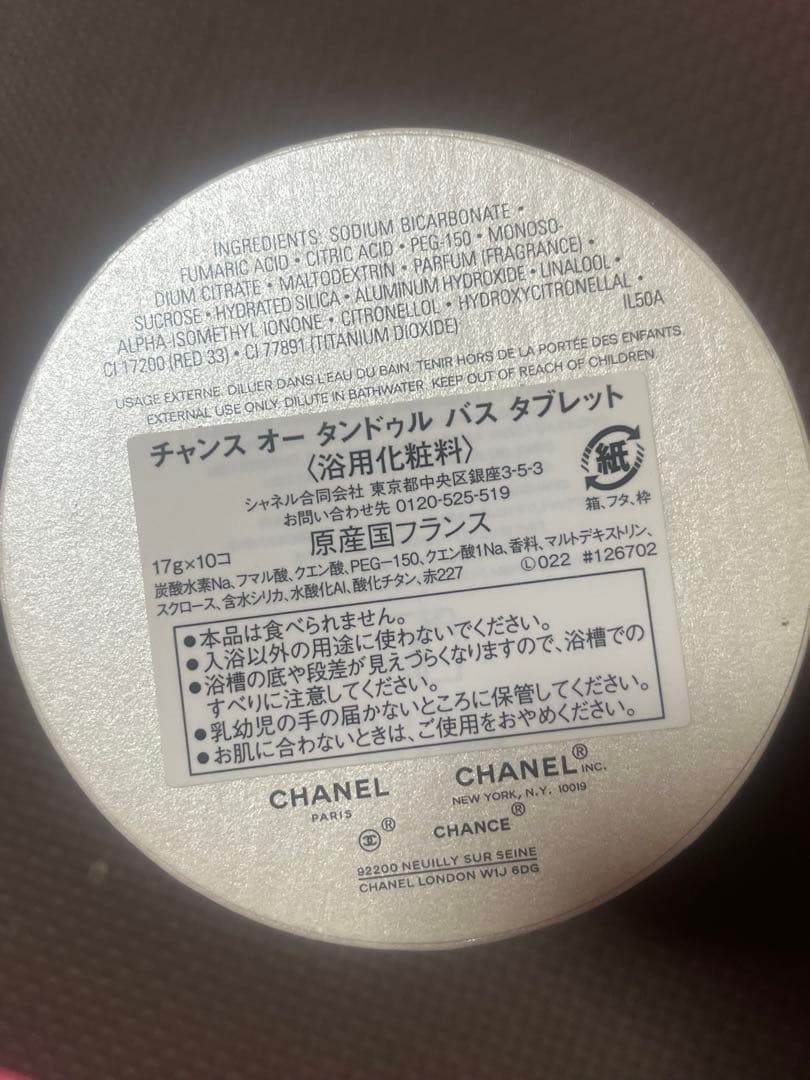 INGREDIENTS: SODIUM BICARBONATE •
FUMARIC ACID • CITRIC ACID • PEG-150 • MONOSO-
DIUM CITRATE • MALTODEXTRIN • PARFUM (FRAGRANCE) •
SUCROSE • HYDRATED SILICA • ALUMINUM HYDROXIDE • LINALOOL •
ALPHA-ISOMETHYL IONONE • CITRONELLOL • HYDROXYCITRONELLAL •
CI 17200 (RED 33) • CI 77891 (TITANIUM DIOXIDE)
IL50A
USAGE EXTERNE. DILUER DANS L'EAU DU BAIN. TENIR HORS DE LA PORTÉE DES ENFANTS.
EXTERNAL USE ONLY. DILUTE IN BATHWATER. KEEP OUT OF REACH OF CHILDREN.
チャンス オー タンドゥル バス タブレット
〈浴用化粧料〉
シャネル合同会社 東京都中央区銀座3-5-3
お問い合わせ先 0120-525-519
紙
箱、フタ、枠
17g×10コ
原産国フランス
Ⓛ022 #126702
炭酸水素Na、フマル酸、クエン酸、PEG-150、クエン酸1Na、香料、マルトデキストリン、
スクロース、含水シリカ、水酸化Al、酸化チタン、赤227
●本品は食べられません。
●入浴以外の用途に使わないでください。
●浴槽の底や段差が見えづらくなりますので、浴槽での
すべりに注意してください。
●乳幼児の手の届かないところに保管してください。
●お肌に合わないときは、ご使用をおやめください。
CHANEL
PARIS
CHANEL® INC.
NEW YORK, N.Y. 10019
®
CHANCE®
92200 NEUILLY SUR SEINE
CHANEL LONDON W1J 6DG